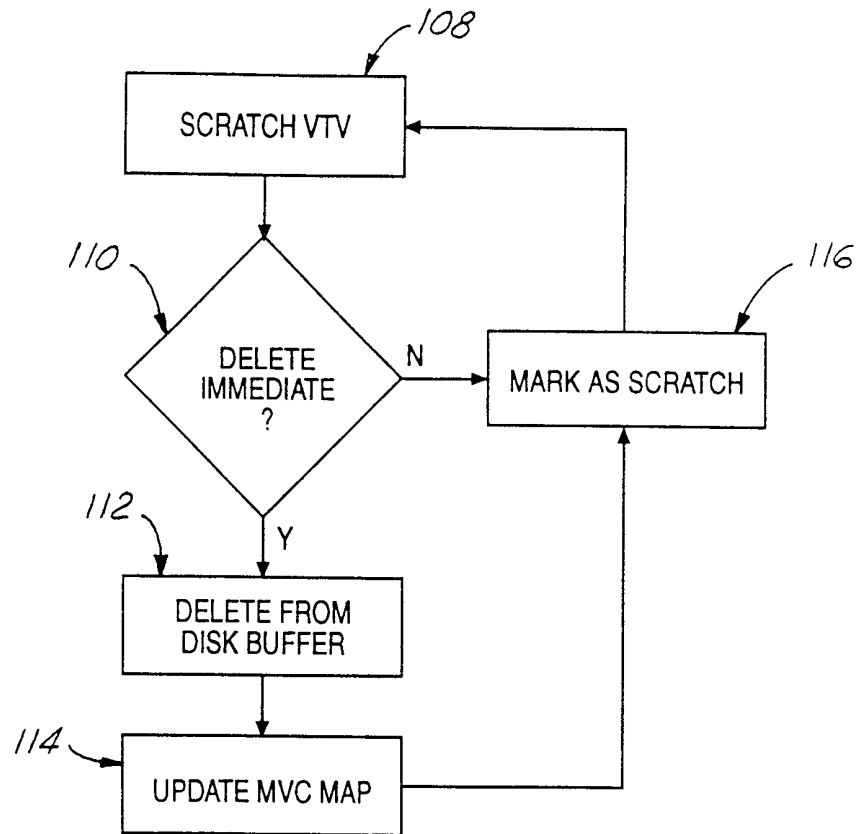 108
SCRATCH VTV
110
116
DELETE
IMMEDIATE
?
N
MARK AS SCRATCH
112
Y
DELETE FROM
DISK BUFFER
114
UPDATE MVC MAP